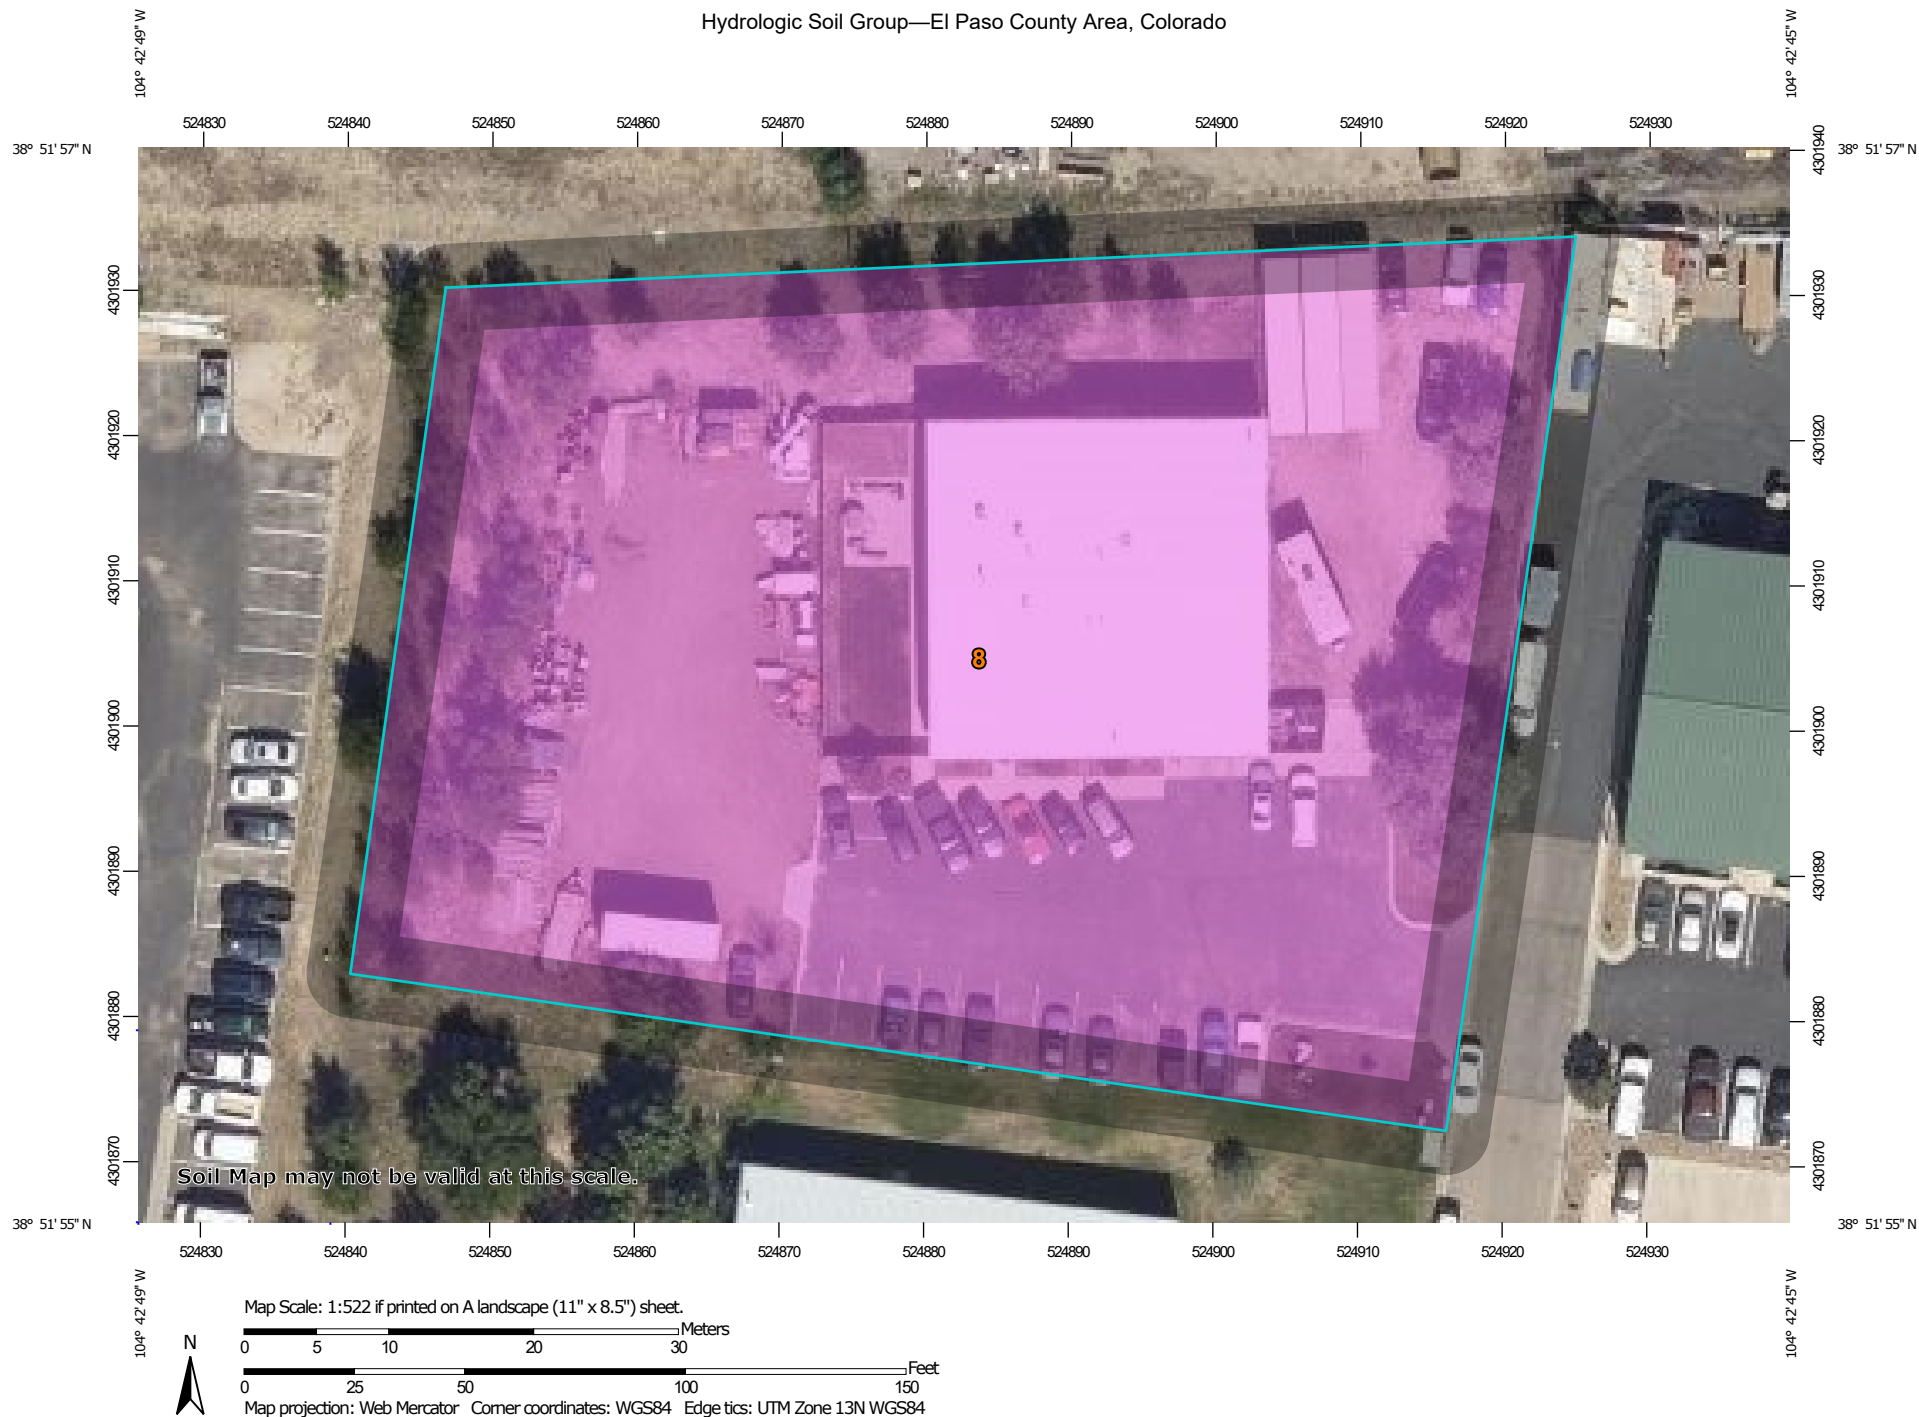 Hydrologic Soil Group—El Paso County Area, Colorado
104° 42' 49" W
104° 42' 45" W
524830 524840 524850 524860 524870 524880 524890 524900 524910 524920 524930
38° 51' 57" N
38° 51' 57" N
4301940
4301930
4301930
4301920
4301920
4301910
4301910
8
4301900
4301900
4301890
4301890
4301880
4301880
4301870
4301870
Soil Map may not be valid at this scale.
38° 51' 55" N
38° 51' 55" N
524830 524840 524850 524860 524870 524880 524890 524900 524910 524920 524930
104° 42' 49" W
104° 42' 45" W
Map Scale: 1:522 if printed on A landscape (11" x 8.5") sheet.
Meters
0 5 10 20 30
N
Feet
0 25 50 100 150
Map projection: Web Mercator Corner coordinates: WGS84 Edge tics: UTM Zone 13N WGS84